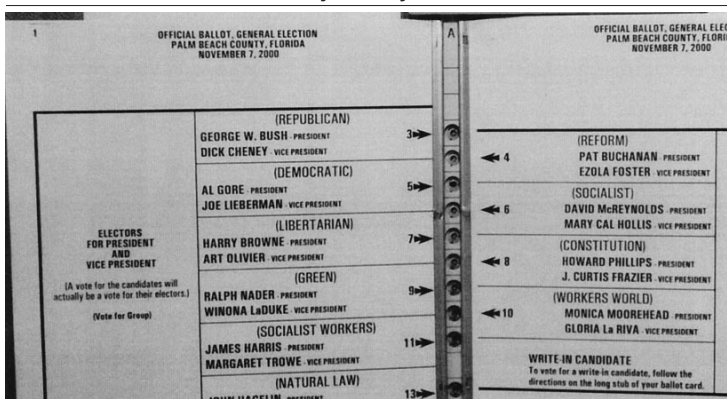 1
OFFICIAL BALLOT, GENERAL ELECTION
PALM BEACH COUNTY, FLORIDA
NOVEMBER 7, 2000
ELECTORS
FOR PRESIDENT
AND
VICE PRESIDENT
(A vote for the candidates will
actually be a vote for their electors.)
(Vote for Group)
(REPUBLICAN)
GEORGE W. BUSH - PRESIDENT
DICK CHENEY - VICE PRESIDENT
3
(DEMOCRATIC)
AL GORE - PRESIDENT
JOE LIEBERMAN - VICE PRESIDENT
5
(LIBERTARIAN)
HARRY BROWNE - PRESIDENT
ART OLIVIER - VICE PRESIDENT
7
(GREEN)
RALPH NADER - PRESIDENT
WINONA LaDUKE - VICE PRESIDENT
9
(SOCIALIST WORKERS)
JAMES HARRIS - PRESIDENT
MARGARET TROWE - VICE PRESIDENT
11
(NATURAL LAW)
JOHN HAGELIN - PRESIDENT
13
A
OFFICIAL BALLOT, GENERAL ELEC
PALM BEACH COUNTY, FLORI
NOVEMBER 7, 2000
(REFORM)
4 PAT BUCHANAN - PRESIDENT
EZOLA FOSTER - VICE PRESIDENT
(SOCIALIST)
6 DAVID McREYNOLDS - PRESIDENT
MARY CAL HOLLIS - VICE PRESIDENT
(CONSTITUTION)
8 HOWARD PHILLIPS - PRESIDENT
J. CURTIS FRAZIER - VICE PRESIDENT
(WORKERS WORLD)
10 MONICA MOOREHEAD - PRESIDENT
GLORIA La RIVA - VICE PRESIDENT
WRITE-IN CANDIDATE
To vote for a write-in candidate, follow the
directions on the long stub of your ballot card.